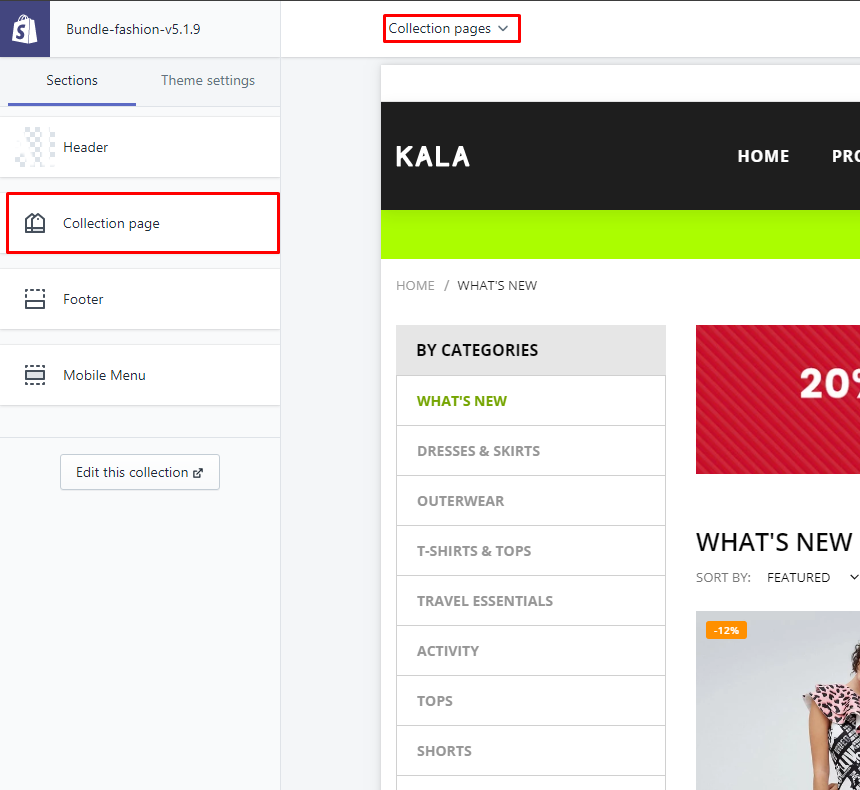 Bundle-fashion-v5.1.9
Collection pages
Sections
Theme settings
Header
Collection page
Footer
Mobile Menu
Edit this collection
KALA
HOME
PRO
HOME / WHAT'S NEW
BY CATEGORIES
WHAT'S NEW
DRESSES & SKIRTS
OUTERWEAR
T-SHIRTS & TOPS
TRAVEL ESSENTIALS
ACTIVITY
TOPS
SHORTS
20%
WHAT'S NEW
SORT BY: FEATURED
-12%